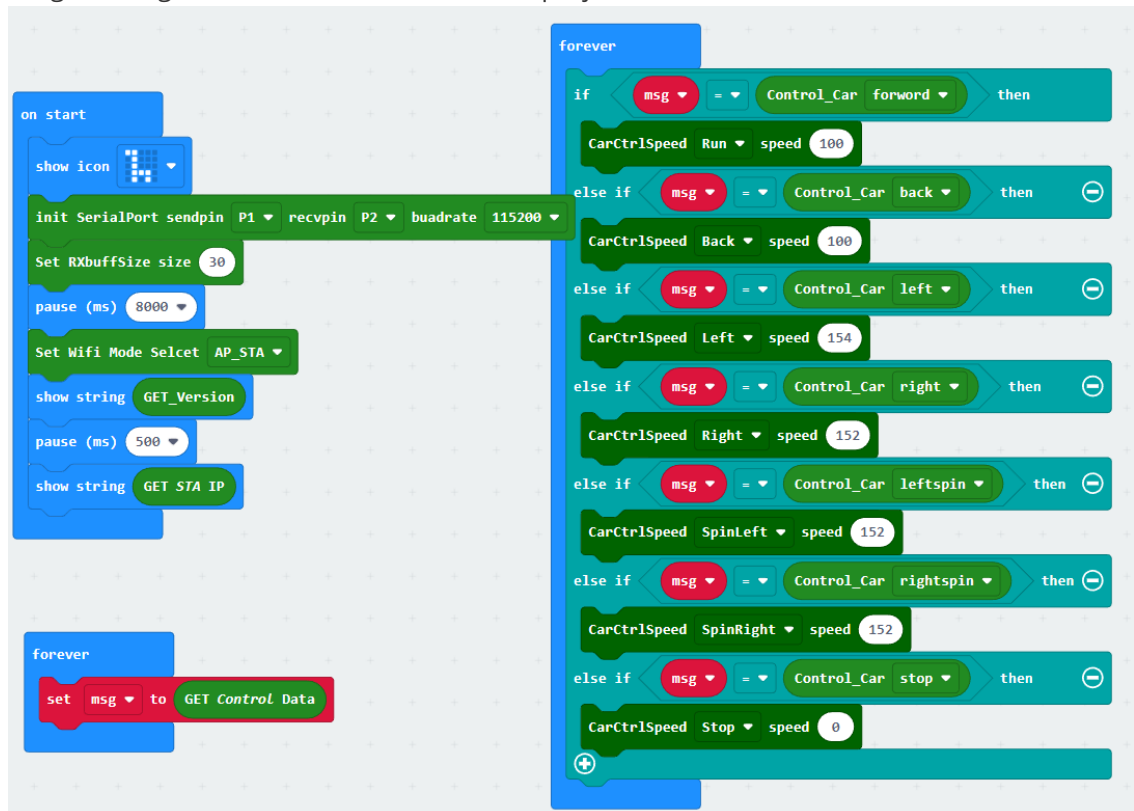 on start
show icon
init SerialPort sendpin P1 recvpin P2 buadrate 115200
Set RXbuffSize size 30
pause (ms) 8000
Set Wifi Mode Selcet AP_STA
show string GET_Version
pause (ms) 500
show string GET STA IP
forever
set msg to GET Control Data
forever
if msg = Control_Car forword then
CarCtrlSpeed Run speed 100
else if msg = Control_Car back then
CarCtrlSpeed Back speed 100
else if msg = Control_Car left then
CarCtrlSpeed Left speed 154
else if msg = Control_Car right then
CarCtrlSpeed Right speed 152
else if msg = Control_Car leftspin then
CarCtrlSpeed SpinLeft speed 152
else if msg = Control_Car rightspin then
CarCtrlSpeed SpinRight speed 152
else if msg = Control_Car stop then
CarCtrlSpeed Stop speed 0